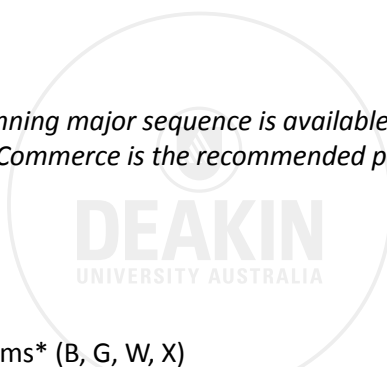 nning major sequence is available
Commerce is the recommended p
DEAKIN
UNIVERSITY AUSTRALIA
ms* (B, G, W, X)